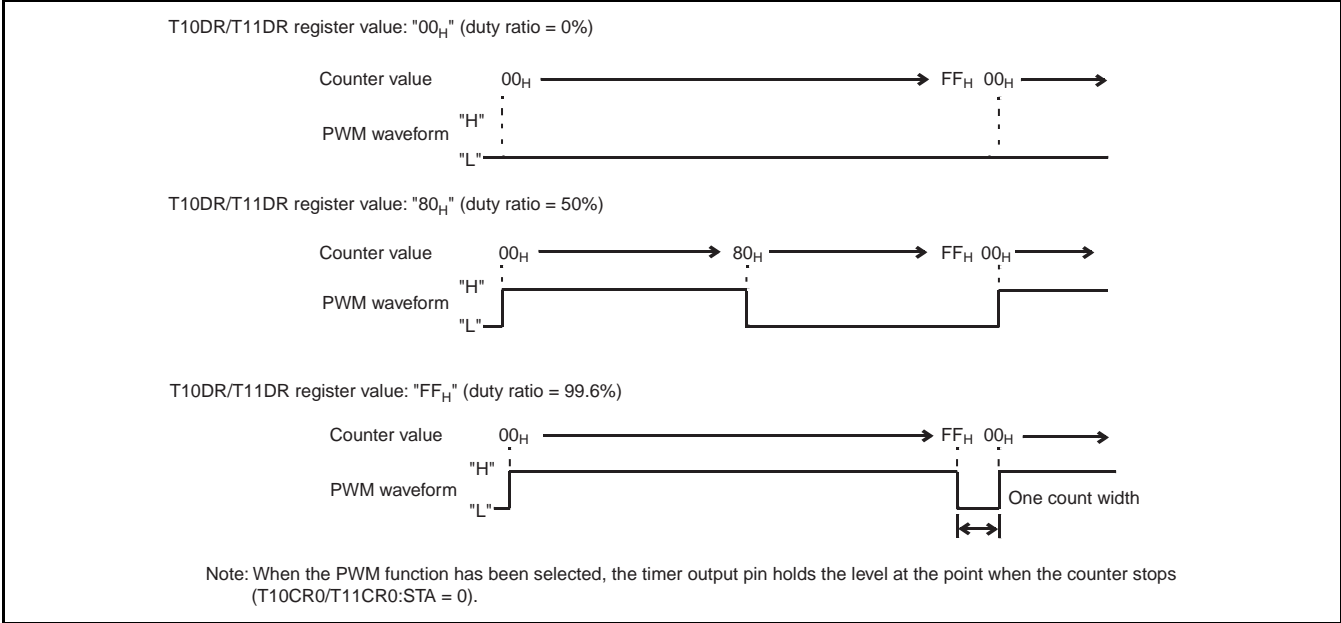 T10DR/T11DR register value: "00H" (duty ratio = 0%)
Counter value 00H FFH 00H
"H"
PWM waveform
"L"
T10DR/T11DR register value: "80H" (duty ratio = 50%)
Counter value 00H 80H FFH 00H
"H"
PWM waveform
"L"
T10DR/T11DR register value: "FFH" (duty ratio = 99.6%)
Counter value 00H FFH 00H
"H"
PWM waveform
"L"
One count width
Note: When the PWM function has been selected, the timer output pin holds the level at the point when the counter stops
(T10CR0/T11CR0:STA = 0).